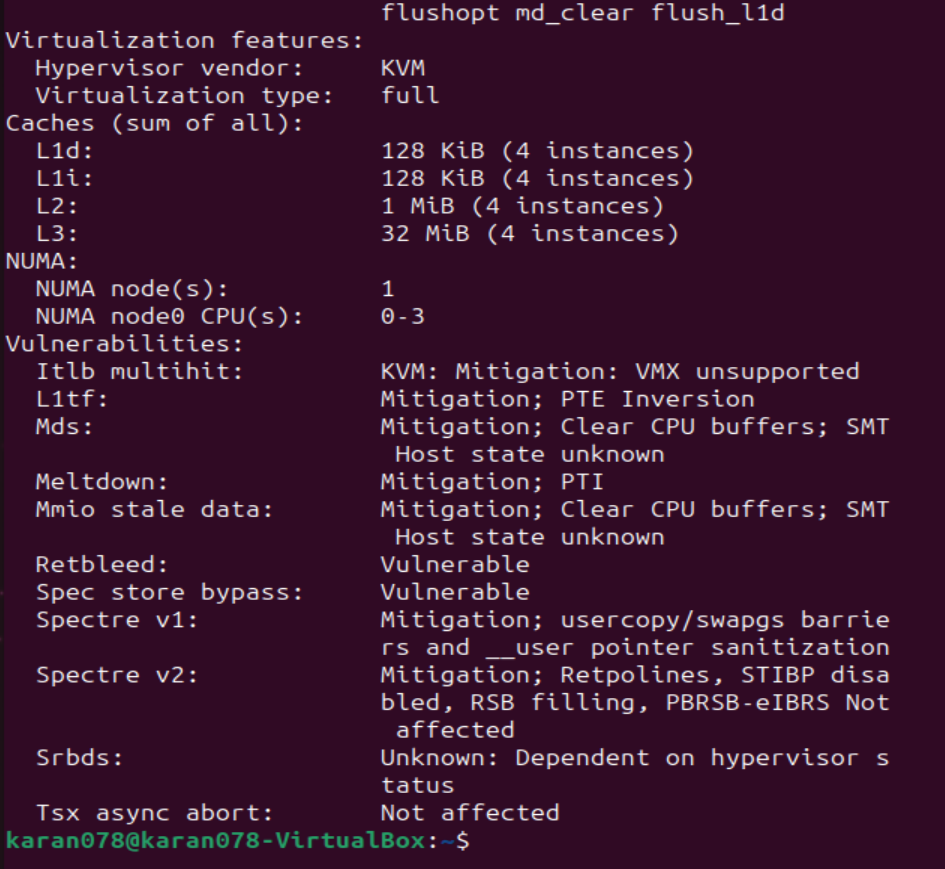 flushopt md_clear flush_l1d
Virtualization features:
Hypervisor vendor: KVM
Virtualization type: full
Caches (sum of all):
L1d: 128 KiB (4 instances)
L1i: 128 KiB (4 instances)
L2: 1 MiB (4 instances)
L3: 32 MiB (4 instances)
NUMA:
NUMA node(s): 1
NUMA node0 CPU(s): 0-3
Vulnerabilities:
Itlb multihit: KVM: Mitigation: VMX unsupported
L1tf: Mitigation; PTE Inversion
Mds: Mitigation; Clear CPU buffers; SMT
Host state unknown
Meltdown: Mitigation; PTI
Mmio stale data: Mitigation; Clear CPU buffers; SMT
Host state unknown
Retbleed: Vulnerable
Spec store bypass: Vulnerable
Spectre v1: Mitigation; usercopy/swapgs barrie
rs and __user pointer sanitization
Spectre v2: Mitigation; Retpolines, STIBP disa
bled, RSB filling, PBRSB-eIBRS Not
affected
Srbds: Unknown: Dependent on hypervisor s
tatus
Tsx async abort: Not affected
karan078@karan078-VirtualBox:~$